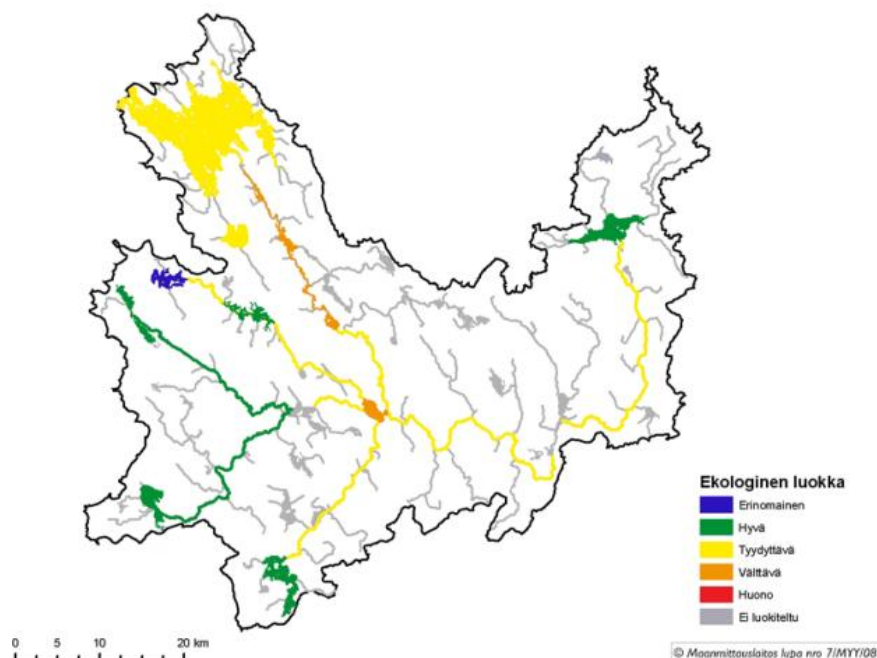 Ekologinen luokka
Erinomainen
Hyvä
Tyydyttävä
Välttävä
Huono
Ei luokiteltu
0 5 10 20 km
© Maanmittauslaitos lupa nro 7/MYY/08